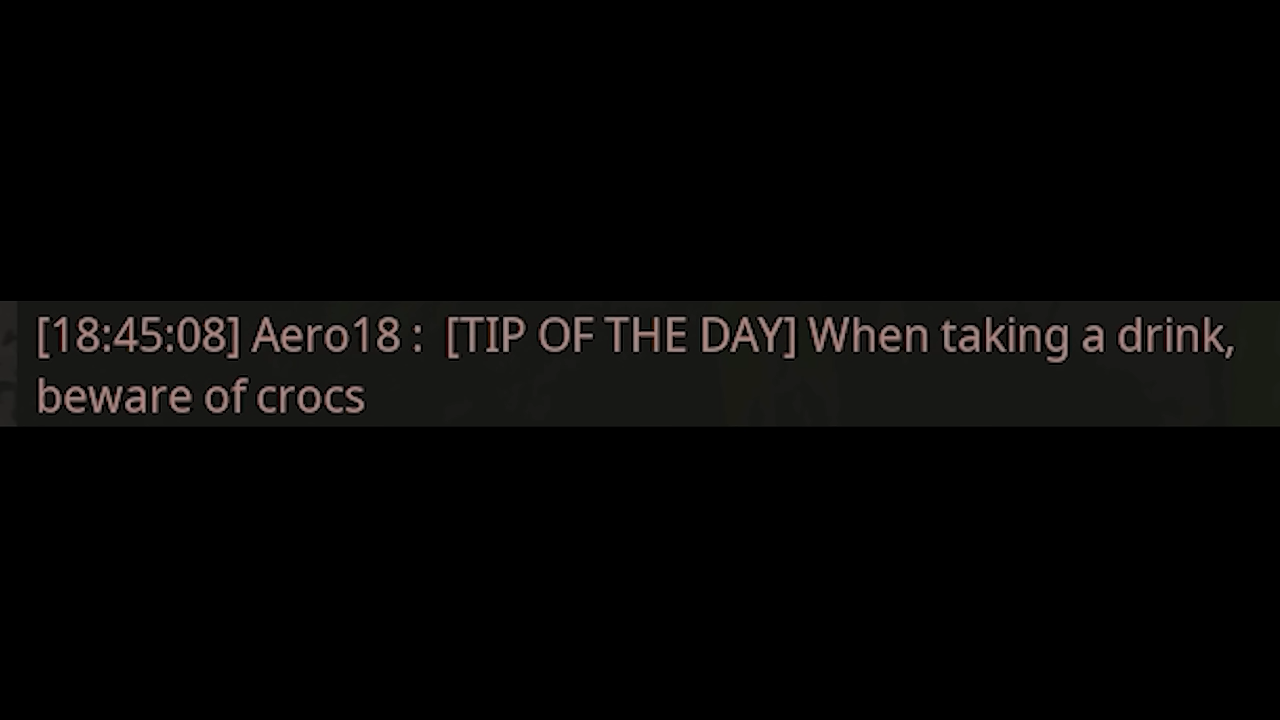 [18:45:08] Aero18 :  [TIP OF THE DAY] When taking a drink,
beware of crocs